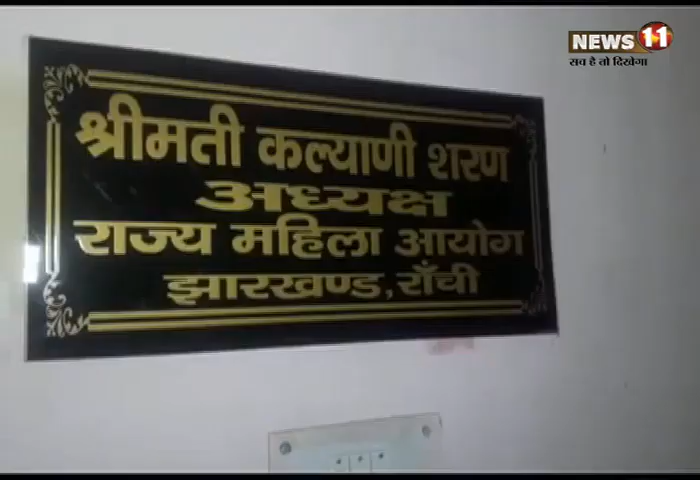 NEWS 11
सच है तो दिखेगा
श्रीमती कल्याणी शरण
अध्यक्ष
राज्य महिला आयोग
झारखण्ड, राँची